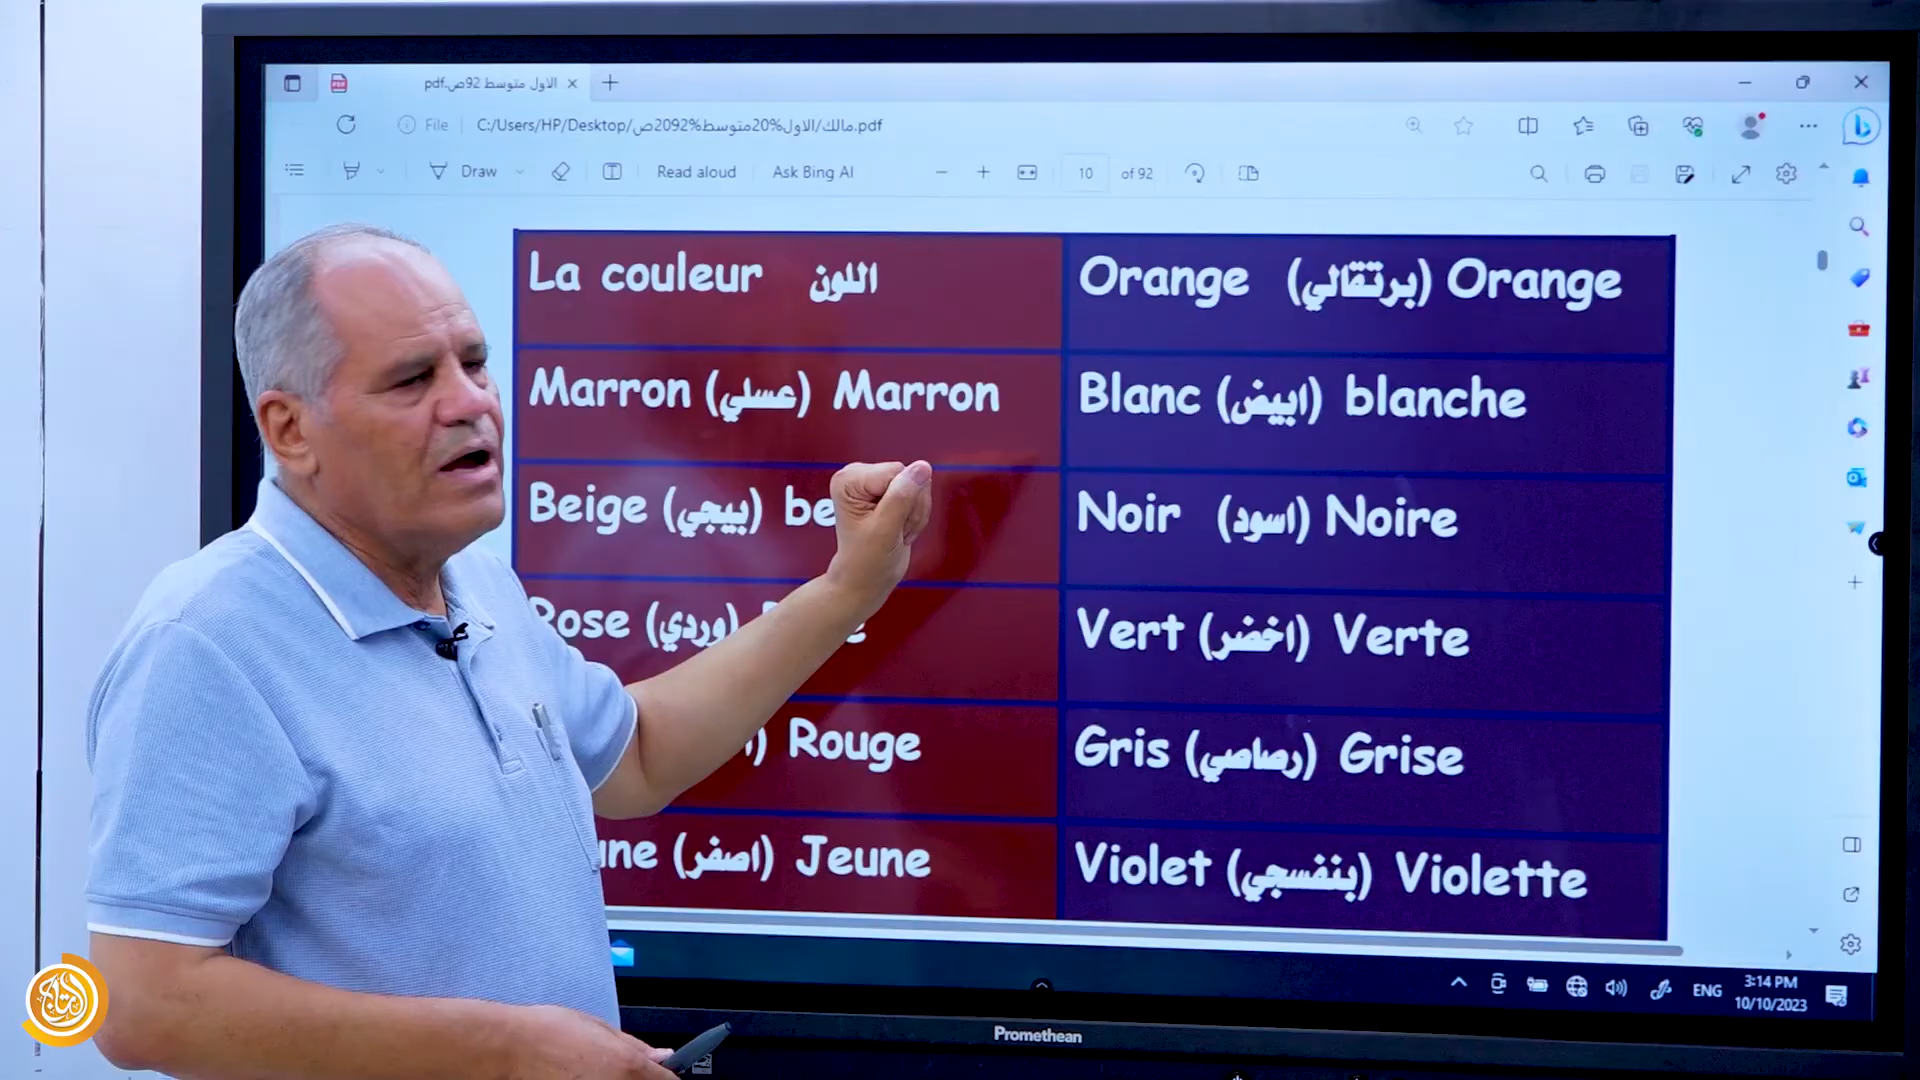 الاول متوسط 92ص.pdf
File C:/Users/HP/Desktop/مالك/الاول%20متوسط%2092ص.pdf
Draw Read aloud Ask Bing AI 10 of 92
La couleur اللون
Orange (برتقالي) Orange
Marron (عسلي) Marron
Blanc (ابيض) blanche
Beige (بيجي) be
Noir (اسود) Noire
Rose (وردي)
Vert (اخضر) Verte
Rouge
Gris (رصاصي) Grise
une (اصفر) Jeune
Violet (بنفسجي) Violette
ENG 3:14 PM
10/10/2023
Promethean
التاج